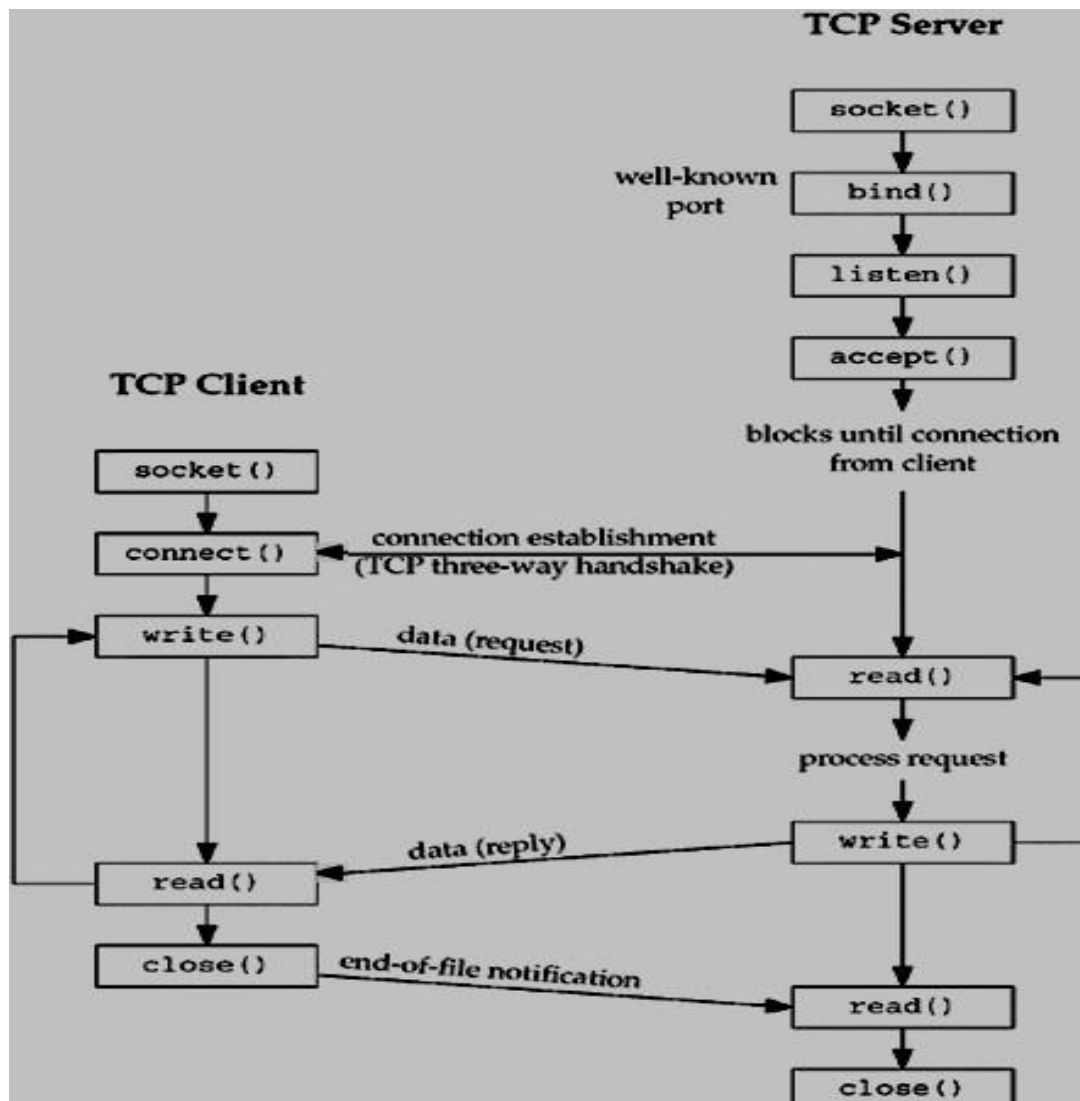 TCP Server
socket()
well-known
port
bind()
listen()
accept()
TCP Client
blocks until connection
from client
socket()
connect()
connection establishment
(TCP three-way handshake)
write()
data (request)
read()
process request
write()
data (reply)
read()
close()
end-of-file notification
read()
close()